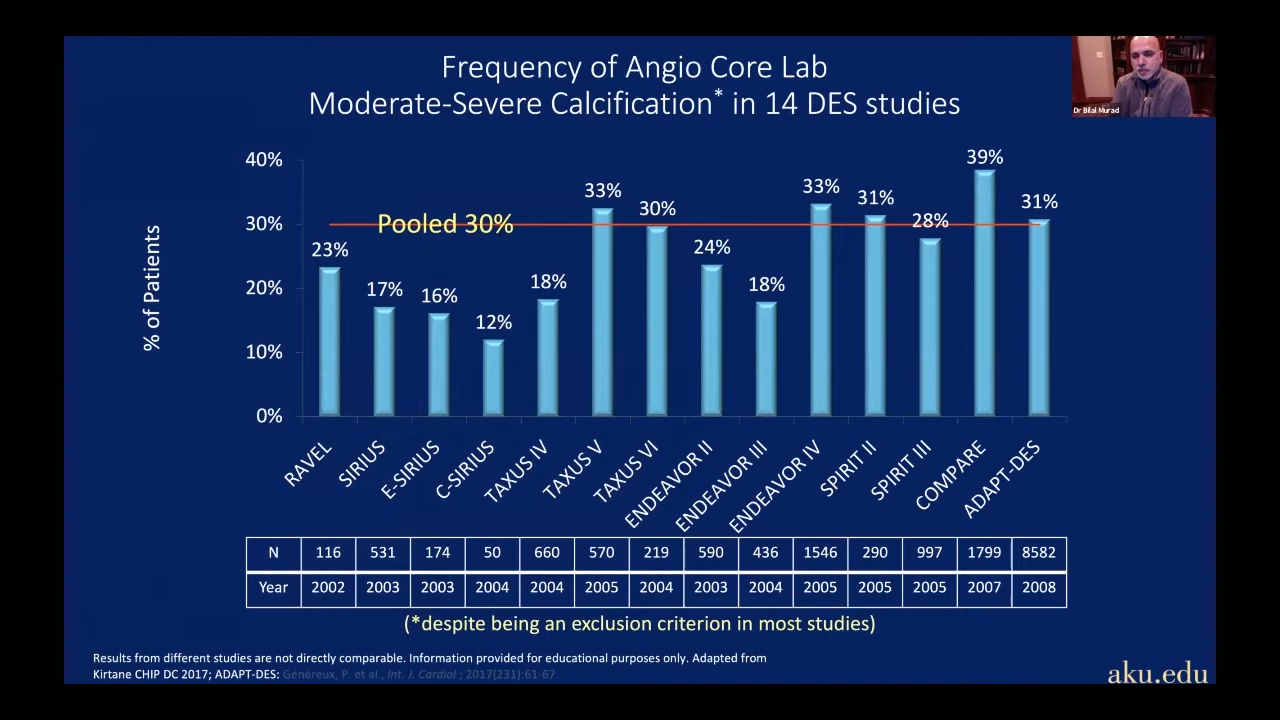 Frequency of Angio Core Lab
Moderate-Severe Calcification* in 14 DES studies
Dr Bilal Murad
% of Patients
40%
30%
20%
10%
0%
Pooled 30%
23%
17%
16%
12%
18%
33%
30%
24%
18%
33%
31%
28%
39%
31%
RAVEL
SIRIUS
E-SIRIUS
C-SIRIUS
TAXUS IV
TAXUS V
TAXUS VI
ENDEAVOR II
ENDEAVOR III
ENDEAVOR IV
SPIRIT II
SPIRIT III
COMPARE
ADAPT-DES
N 116 531 174 50 660 570 219 590 436 1546 290 997 1799 8582
Year 2002 2003 2003 2004 2004 2005 2004 2003 2004 2005 2005 2005 2007 2008
(*despite being an exclusion criterion in most studies)
Results from different studies are not directly comparable. Information provided for educational purposes only. Adapted from
Kirtane CHIP DC 2017; ADAPT-DES: Généreux, P. et al., Int. J. Cardiol ; 2017(231):61-67.
aku.edu